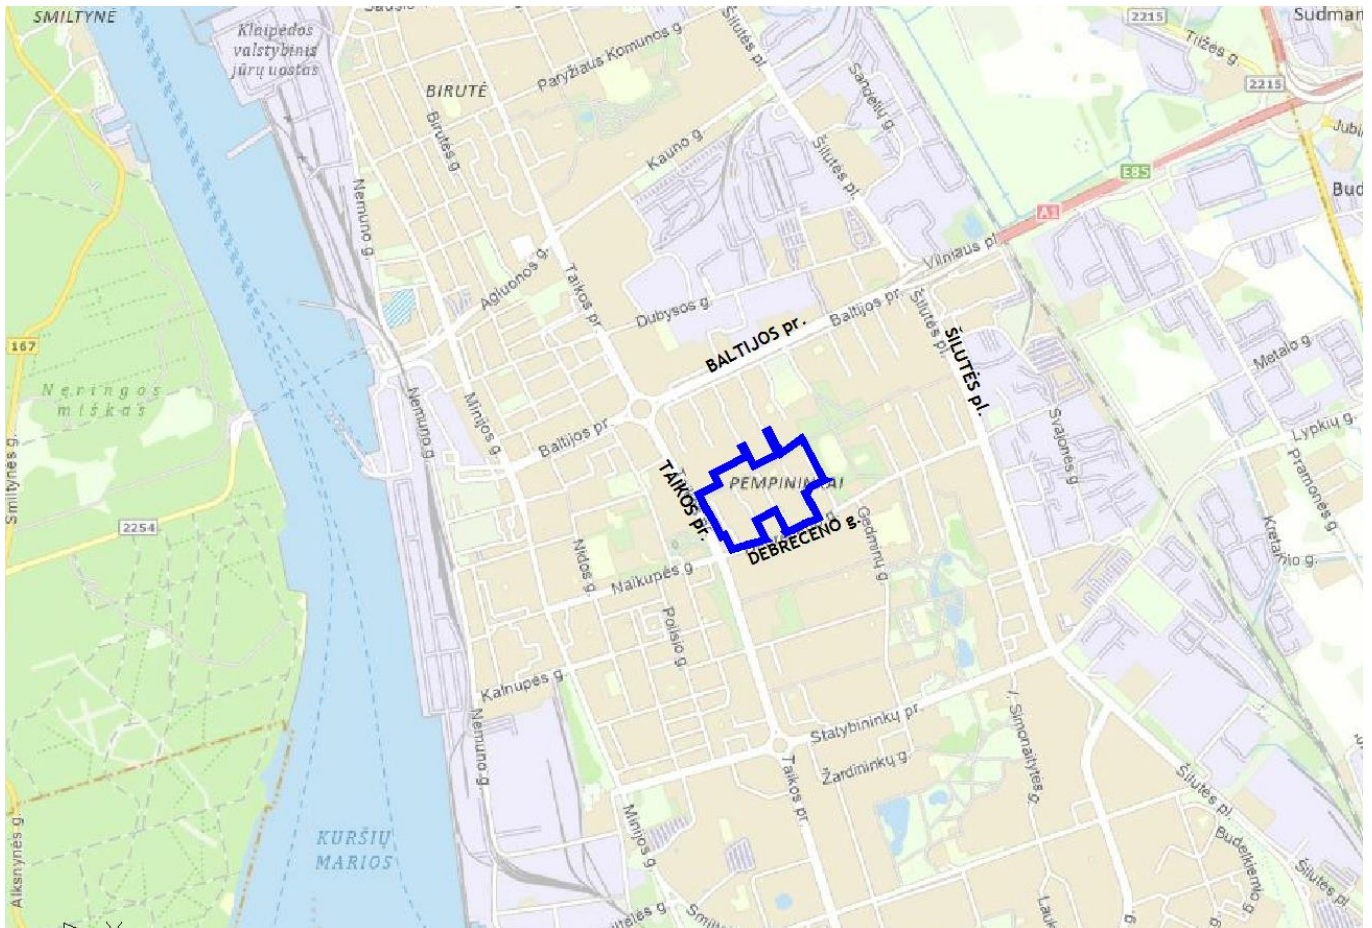 SMILTYNĖ
Klaipėdos
valstybinis
jūrų uostas
2215
Sudman
Šilutės pl.
Tilžės g.
Paryžiaus Komunos g.
Sandėlių g.
2215
BIRUTĖ
Birutės g.
Kauno g.
Šilutės pl.
Jubi
E85
Nemuno g.
A1
Bud
Agluonos g.
Taikos pr.
Vilniaus pl.
Dubysos g.
Baltijos pr.
Šilutės pl.
BALTIJOS pr.
ŠILUTĖS pl.
167
Metalo g.
Neringos
miškas
Nemuno g.
Minijos g.
Baltijos pr.
Svajonės g.
Lypkių g.
Smiltynės g.
TAIKOS pr.
PEMPININKAI
Pramonės g.
2254
DEBRECENO g.
Gedminų g.
Nidos g.
Naikupės g.
Poilsio g.
Kalnupės g.
Nemuno g.
Statybininkų pr.
I. Simonaitytės g.
Žardininkų g.
Taikos pr.
Šilutės pl.
Minijos g.
KURŠIŲ
MARIOS
Alksnynės g.
Šilutės pl.